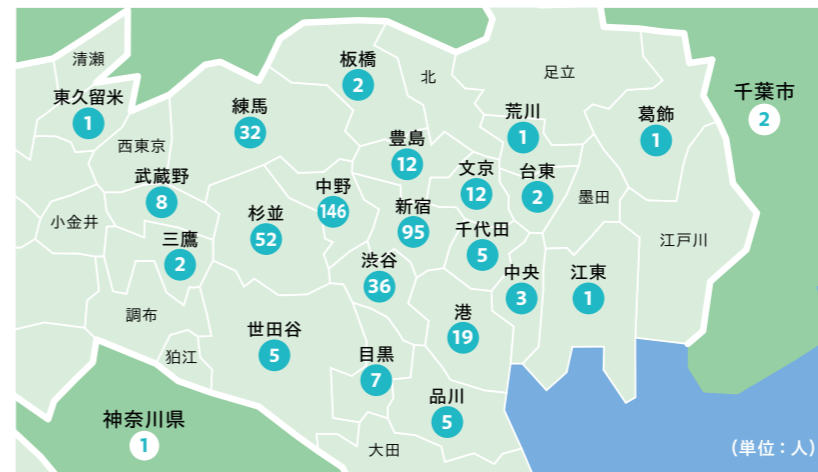 板橋
2
清瀬
北
足立
東久留米
1
練馬
32
荒川
1
葛飾
1
千葉市
2
西東京
豊島
12
武蔵野
8
中野
146
文京
12
台東
2
墨田
小金井
杉並
52
新宿
95
千代田
5
江戸川
三鷹
2
渋谷
36
中央
3
江東
1
調布
港
19
世田谷
5
狛江
目黒
7
品川
5
神奈川県
1
大田
（単位：人）